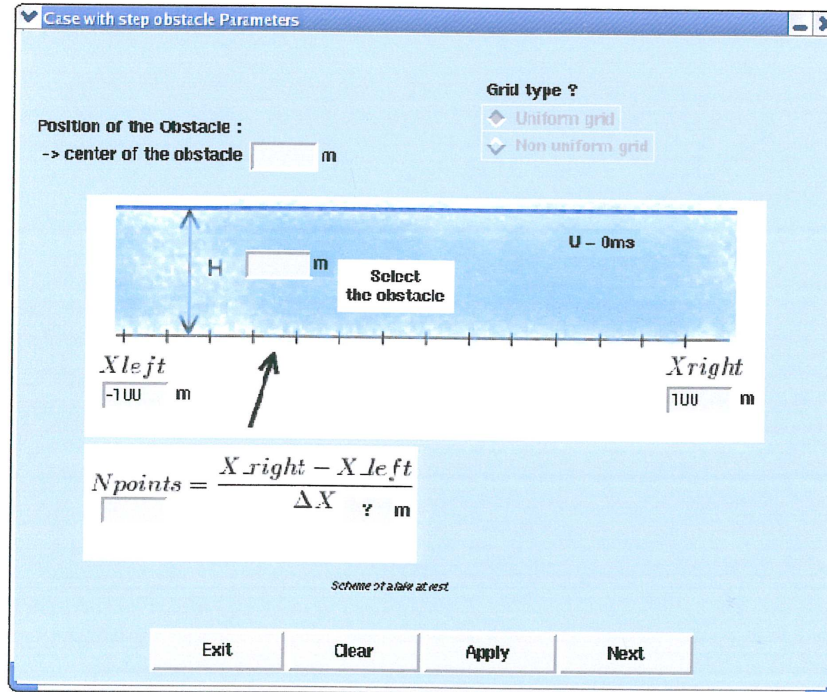 Case with step obstacle Parameters
Grid type ?
Uniform grid
Non-uniform grid
Position of the Obstacle :
-> center of the obstacle m
U = 0ms
H m
Select
the obstacle
Xleft
-100 m
Xright
100 m
Npoints = X_right − X_left
ΔX ? m
Scheme of a lake at rest
Exit Clear Apply Next